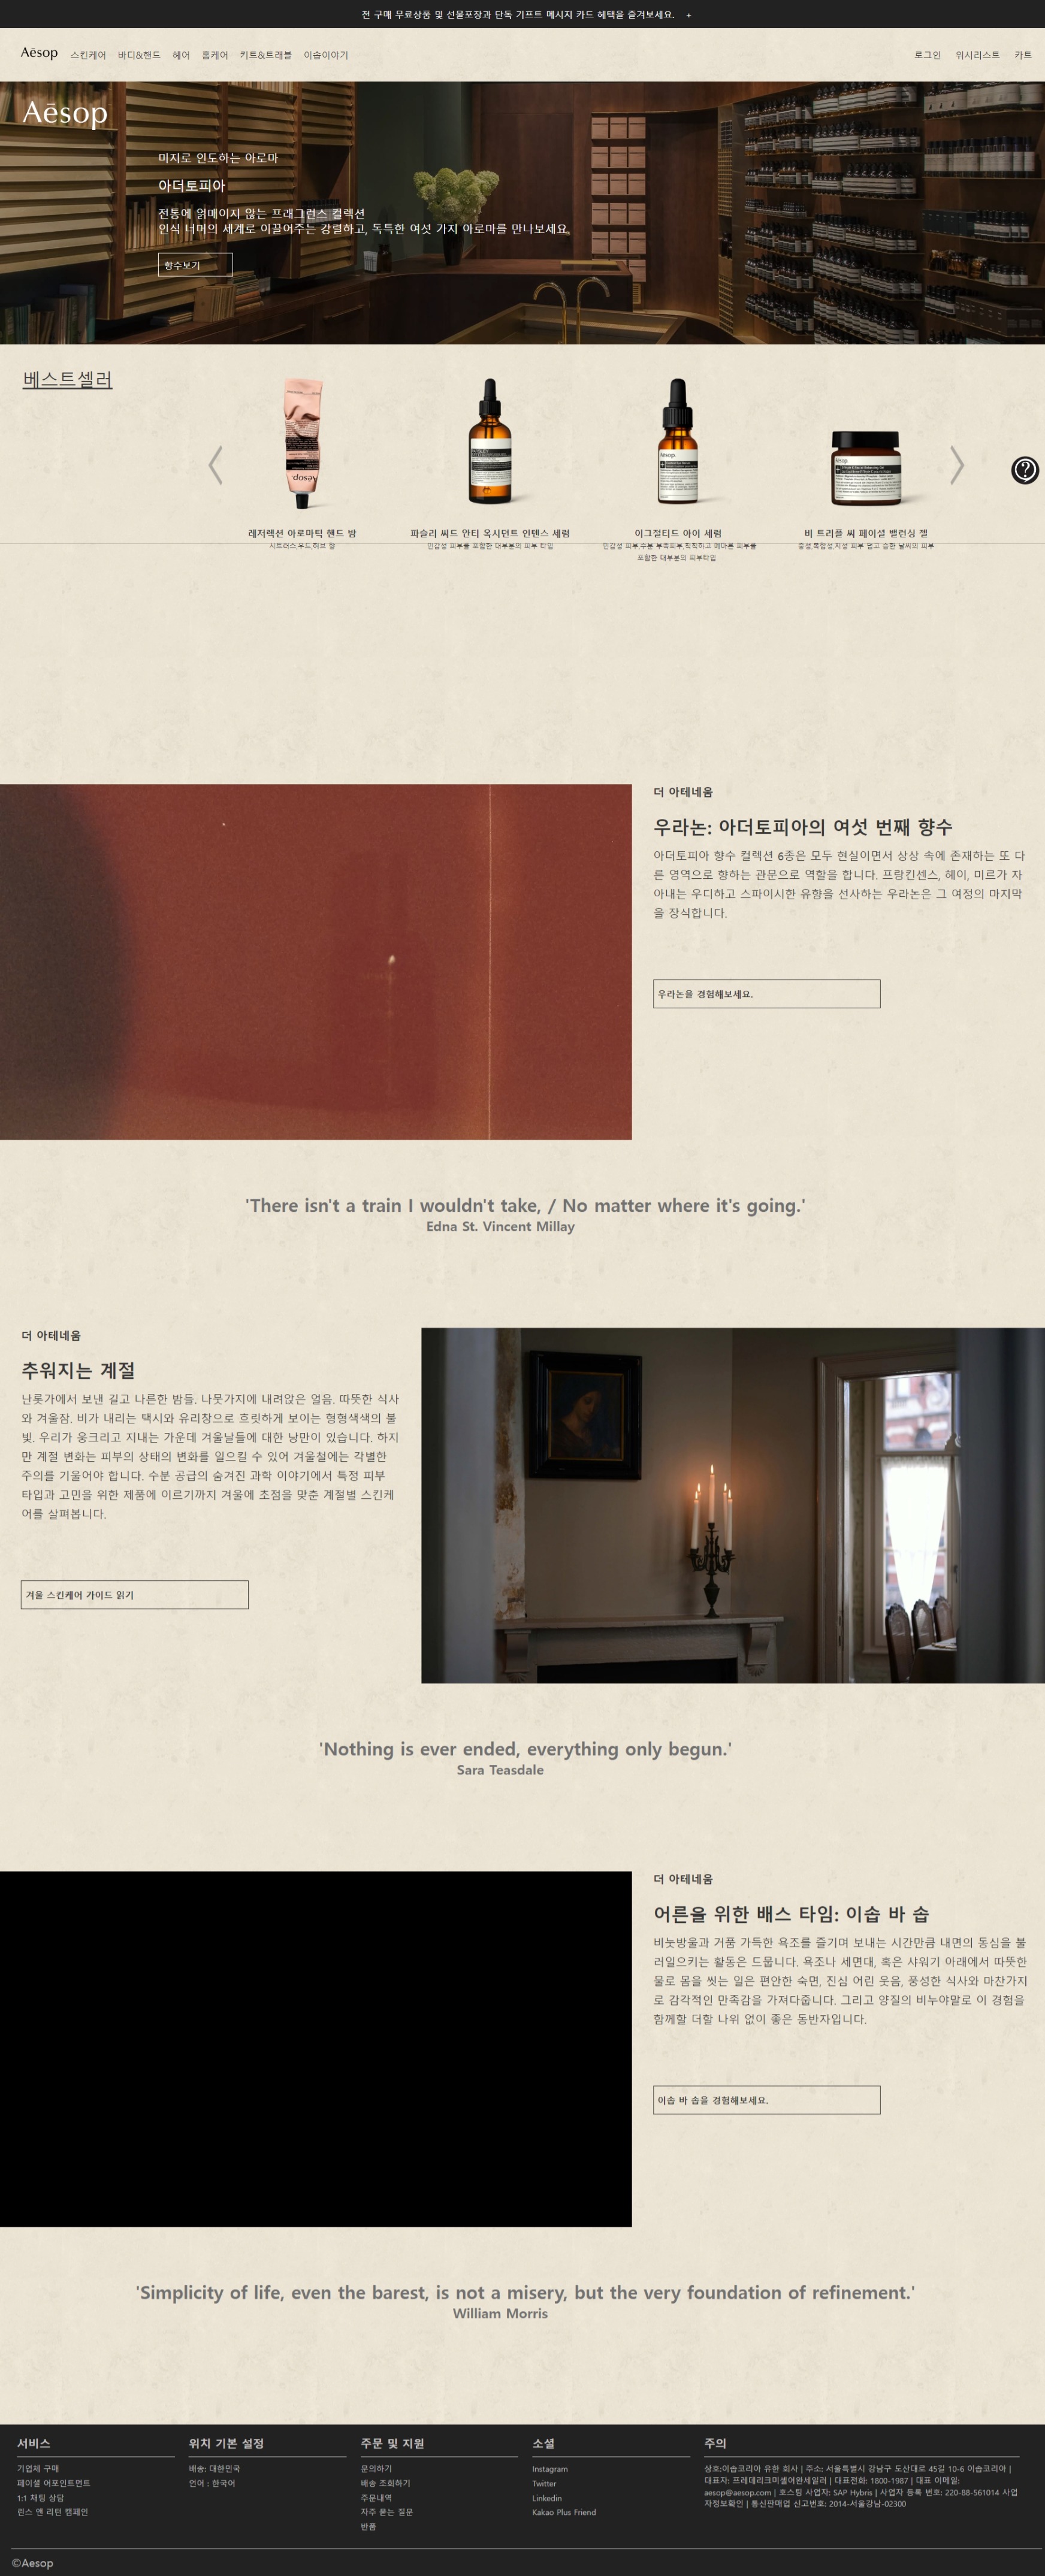 전 구매 무료상품 및 선물포장과 단독 기프트 메시지 카드 혜택을 즐겨보세요. +
Aēsop 스킨케어 바디&핸드 헤어 홈케어 키트&트래블 이솝이야기 로그인 위시리스트 카트
Aēsop
미지로 인도하는 아로마
아더토피아
전통에 얽매이지 않는 프래그런스 컬렉션
인식 너머의 세계로 이끌어주는 강렬하고, 독특한 여섯 가지 아로마를 만나보세요.
향수보기
베스트셀러
aesop
Aesop
Aesop
레저렉션 아로마틱 핸드 밤
시트러스,우드,허브 향
파슬리 씨드 안티 옥시던트 인텐스 세럼
민감성 피부를 포함한 대부분의 피부 타입
이그절티드 아이 세럼
민감성 피부,수분 부족피부,칙칙하고 메마른 피부를
포함한 대부분의 피부타입
비 트리플 씨 페이셜 밸런싱 젤
중성,복합성,지성 피부 덥고 습한 날씨의 피부
?
더 아테네움
우라논: 아더토피아의 여섯 번째 향수
아더토피아 향수 컬렉션 6종은 모두 현실이면서 상상 속에 존재하는 또 다
른 영역으로 향하는 관문으로 역할을 합니다. 프랑킨센스, 헤이, 미르가 자
아내는 우디하고 스파이시한 유향을 선사하는 우라논은 그 여정의 마지막
을 장식합니다.
우라논을 경험해보세요.
'There isn't a train I wouldn't take, / No matter where it's going.'
Edna St. Vincent Millay
더 아테네움
추워지는 계절
난롯가에서 보낸 길고 나른한 밤들. 나뭇가지에 내려앉은 얼음. 따뜻한 식사
와 겨울잠. 비가 내리는 택시와 유리창으로 흐릿하게 보이는 형형색색의 불
빛. 우리가 웅크리고 지내는 가운데 겨울날들에 대한 낭만이 있습니다. 하지
만 계절 변화는 피부의 상태의 변화를 일으킬 수 있어 겨울철에는 각별한
주의를 기울어야 합니다. 수분 공급의 숨겨진 과학 이야기에서 특정 피부
타입과 고민을 위한 제품에 이르기까지 겨울에 초점을 맞춘 계절별 스킨케
어를 살펴봅니다.
겨울 스킨케어 가이드 읽기
'Nothing is ever ended, everything only begun.'
Sara Teasdale
더 아테네움
어른을 위한 배스 타임: 이솝 바 솝
비눗방울과 거품 가득한 욕조를 즐기며 보내는 시간만큼 내면의 동심을 불
러일으키는 활동은 드뭅니다. 욕조나 세면대, 혹은 샤워기 아래에서 따뜻한
물로 몸을 씻는 일은 편안한 숙면, 진심 어린 웃음, 풍성한 식사와 마찬가지
로 감각적인 만족감을 가져다줍니다. 그리고 양질의 비누야말로 이 경험을
함께할 더할 나위 없이 좋은 동반자입니다.
이솝 바 솝을 경험해보세요.
'Simplicity of life, even the barest, is not a misery, but the very foundation of refinement.'
William Morris
서비스
기업체 구매
페이셜 어포인트먼트
1:1 채팅 상담
린스 앤 리턴 캠페인
위치 기본 설정
배송: 대한민국
언어 : 한국어
주문 및 지원
문의하기
배송 조회하기
주문내역
자주 묻는 질문
반품
소셜
Instagram
Twitter
Linkedin
Kakao Plus Friend
주의
상호:이솝코리아 유한 회사 | 주소: 서울특별시 강남구 도산대로 45길 10-6 이솝코리아 |
대표자: 프레데리크미셸어완세일러 | 대표전화: 1800-1987 | 대표 이메일:
aesop@aesop.com | 호스팅 사업자: SAP Hybris | 사업자 등록 번호: 220-88-561014 사업
자정보확인 | 통신판매업 신고번호: 2014-서울강남-02300
©Aesop